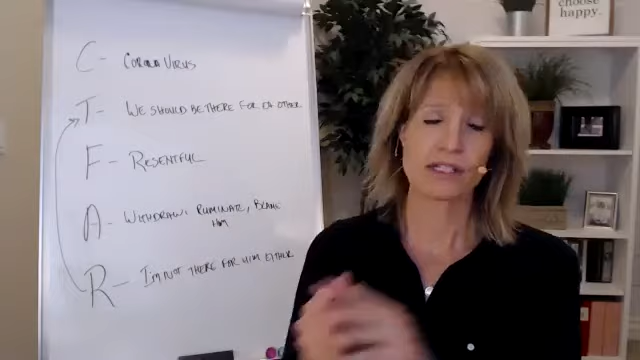 choose
happy.
C - CORONA VIRUS
T - WE SHOULD BE THERE FOR EA OTHER
F - RESENTFUL
A - WITHDRAW, RUMINATE, BLAME
HIM
R - I'M NOT THERE FOR HIM EITHER